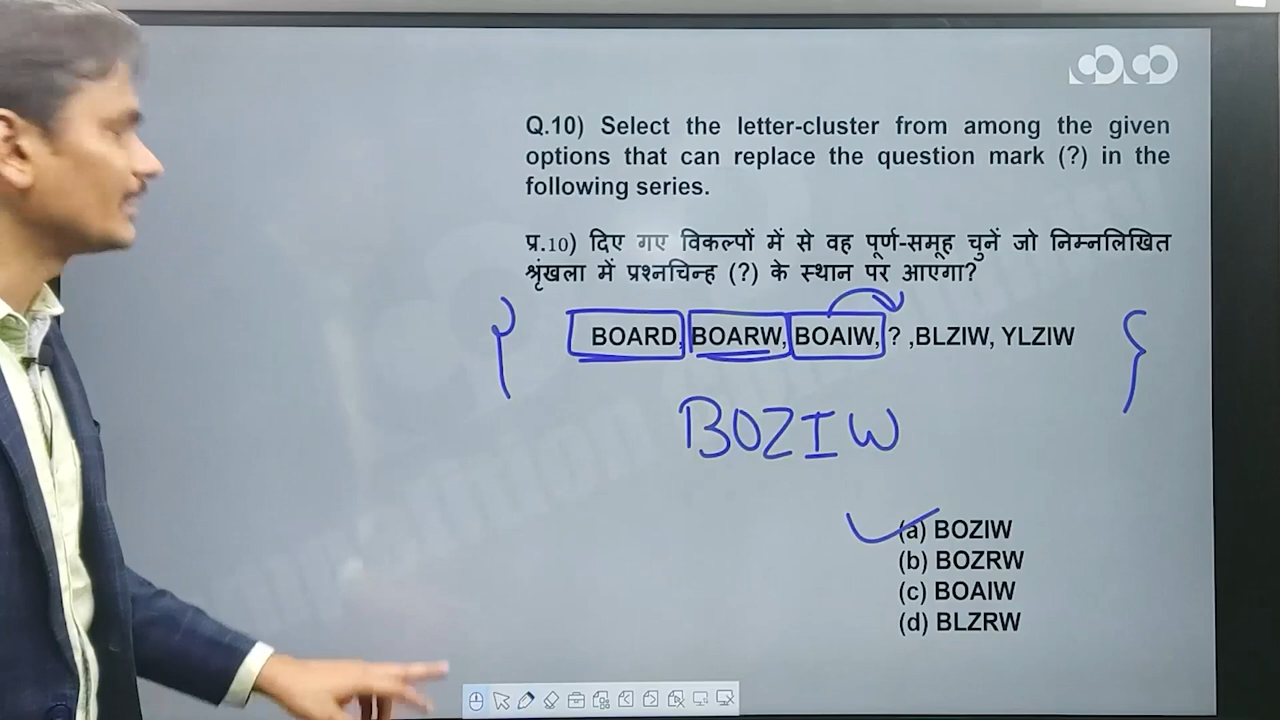 Q.10) Select the letter-cluster from among the given
options that can replace the question mark (?) in the
following series.
प्र.10) दिए गए विकल्पों में से वह पूर्ण-समूह चुनें जो निम्नलिखित
श्रृंखला में प्रश्नचिन्ह (?) के स्थान पर आएगा?
BOARD, BOARW, BOAIW, ? ,BLZIW, YLZIW
BOZIW
(a) BOZIW
(b) BOZRW
(c) BOAIW
(d) BLZRW